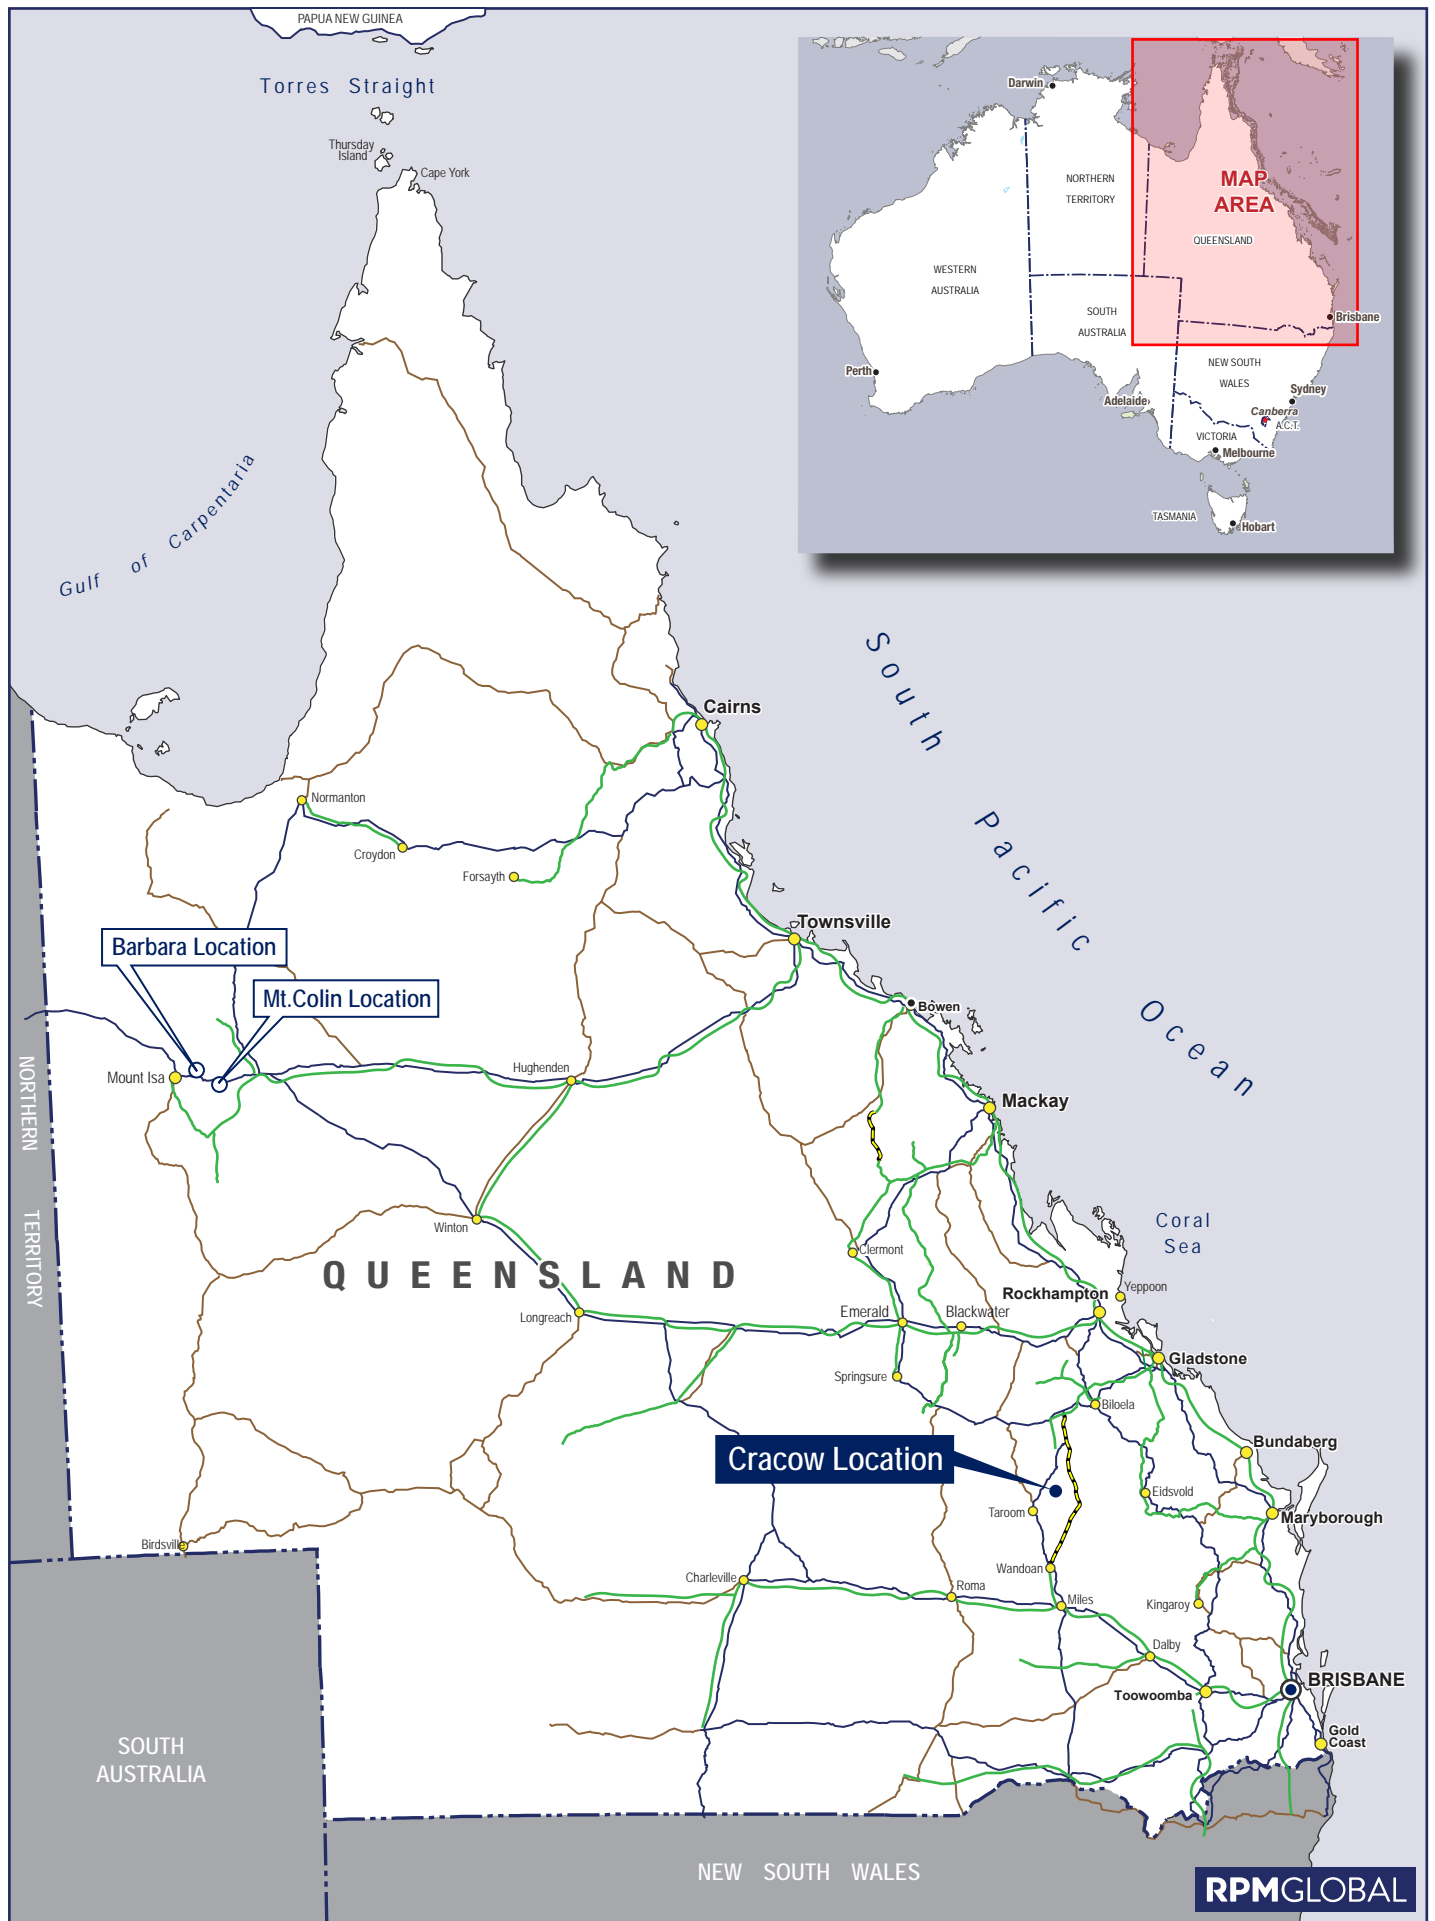 PAPUA NEW GUINEA
Torres Straight
Thursday
Island
Cape York
Gulf of Carpentaria
South Pacific Ocean
Coral
Sea
Darwin
NORTHERN
TERRITORY
MAP
AREA
QUEENSLAND
WESTERN
AUSTRALIA
SOUTH
AUSTRALIA
Brisbane
NEW SOUTH
WALES
Perth
Adelaide
Sydney
Canberra
A.C.T.
VICTORIA
Melbourne
TASMANIA
Hobart
Cairns
Normanton
Croydon
Forsayth
Townsville
Barbara Location
Mt.Colin Location
Bowen
Mount Isa
Hughenden
Mackay
NORTHERN TERRITORY
Winton
Clermont
QUEENSLAND
Yeppoon
Rockhampton
Longreach
Emerald
Blackwater
Gladstone
Springsure
Biloela
Bundaberg
Cracow Location
Eidsvold
Taroom
Maryborough
Birdsville
Wandoan
Charleville
Roma
Miles
Kingaroy
Dalby
BRISBANE
Toowoomba
Gold
Coast
SOUTH
AUSTRALIA
NEW SOUTH WALES
RPMGLOBAL